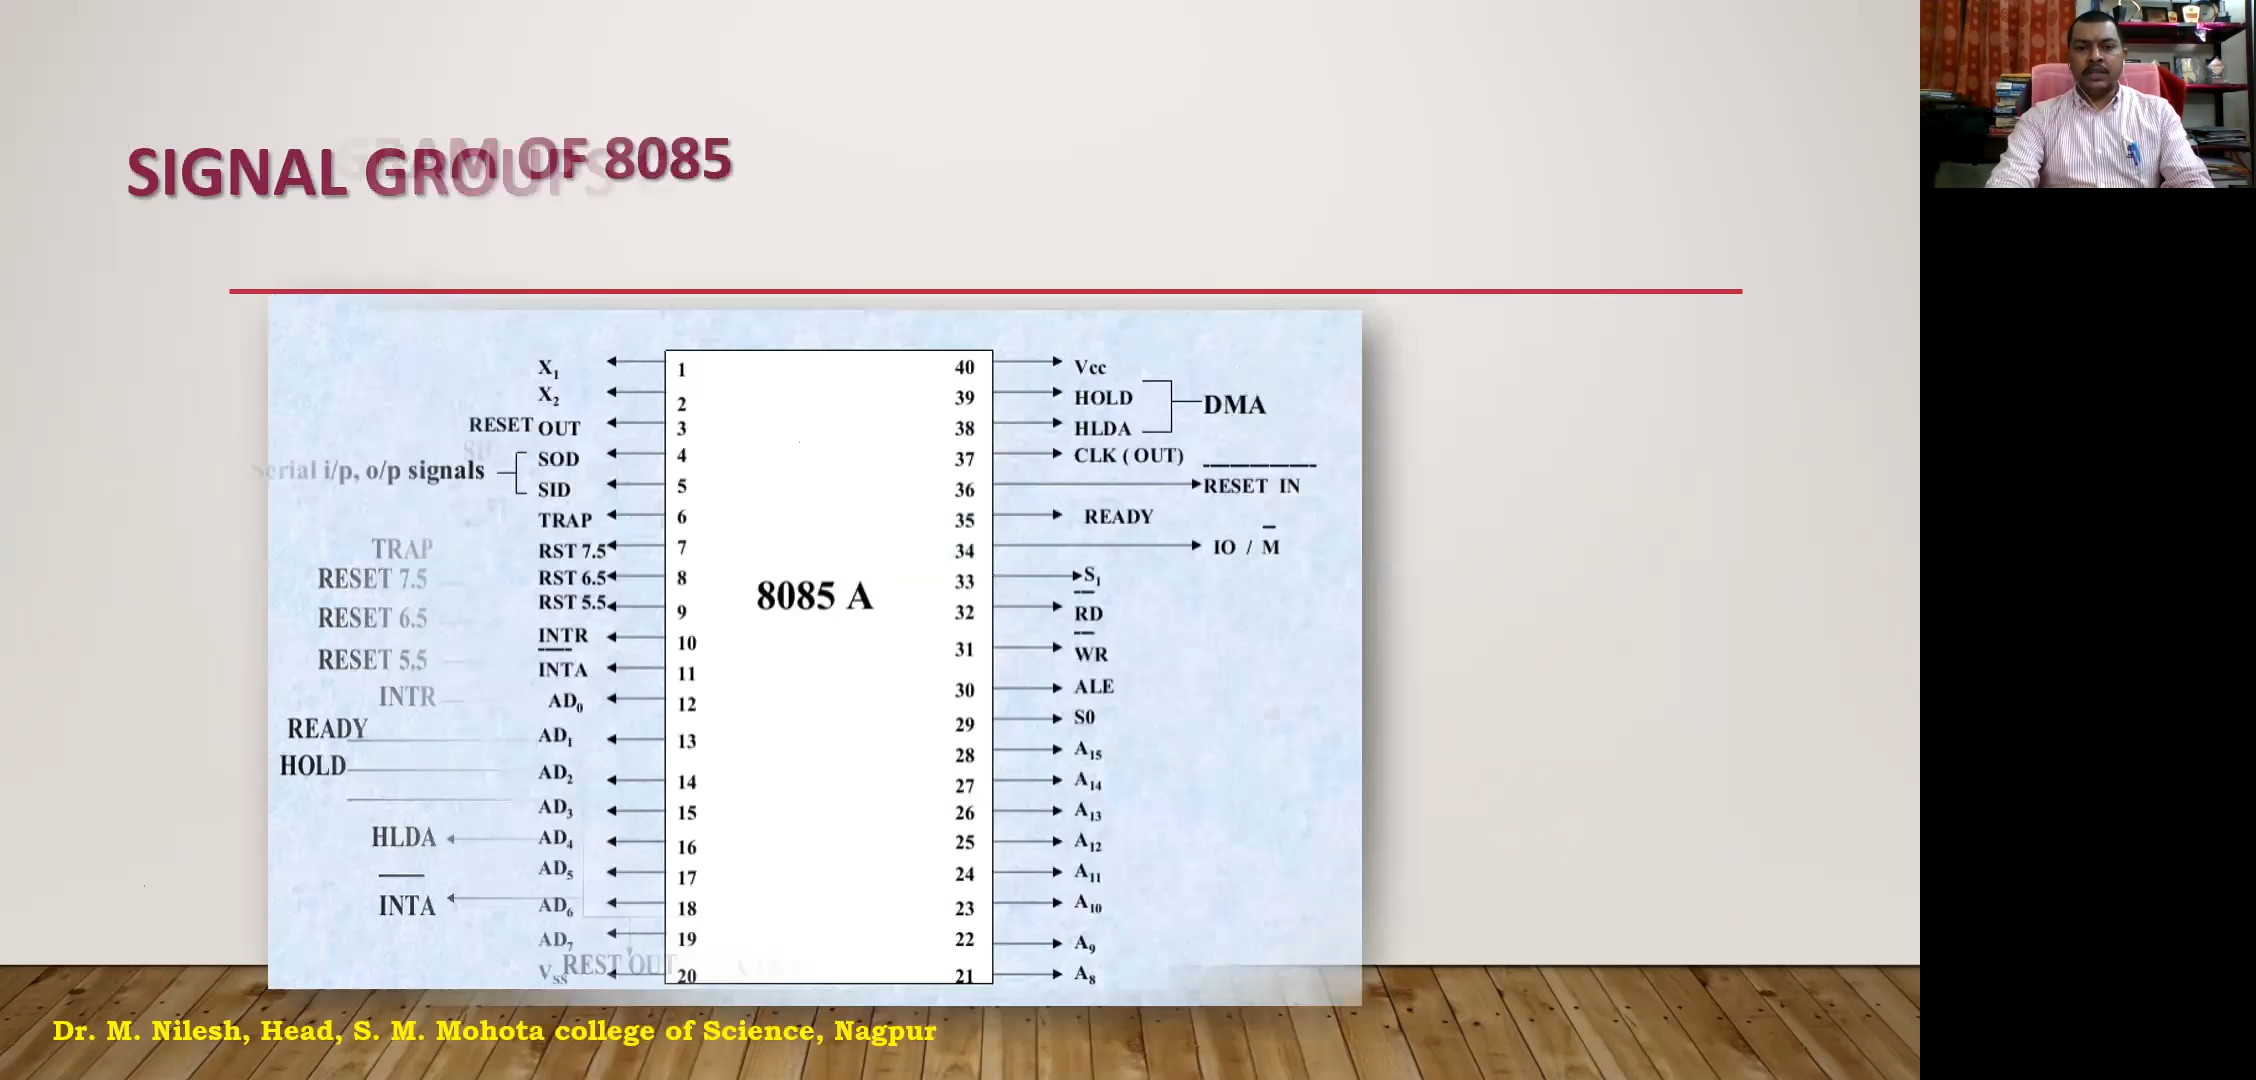 SIGNAL GROUPS
GRAM OF 8085
X1
X2
RESET OUT
Serial i/p, o/p signals
SOD
SID
TRAP
RST 7.5
RST 6.5
RST 5.5
INTR
INTA
AD0
AD1
AD2
AD3
AD4
AD5
AD6
AD7
VSS
TRAP
RESET 7.5
RESET 6.5
RESET 5.5
INTR
READY
HOLD
HLDA
INTA
REST OUT
1
2
3
4
5
6
7
8
9
10
11
12
13
14
15
16
17
18
19
20
8085 A
40
39
38
37
36
35
34
33
32
31
30
29
28
27
26
25
24
23
22
21
Vcc
HOLD
HLDA
DMA
CLK ( OUT)
RESET IN
READY
IO / M
S1
RD
WR
ALE
S0
A15
A14
A13
A12
A11
A10
A9
A8
Dr. M. Nilesh, Head, S. M. Mohota college of Science, Nagpur